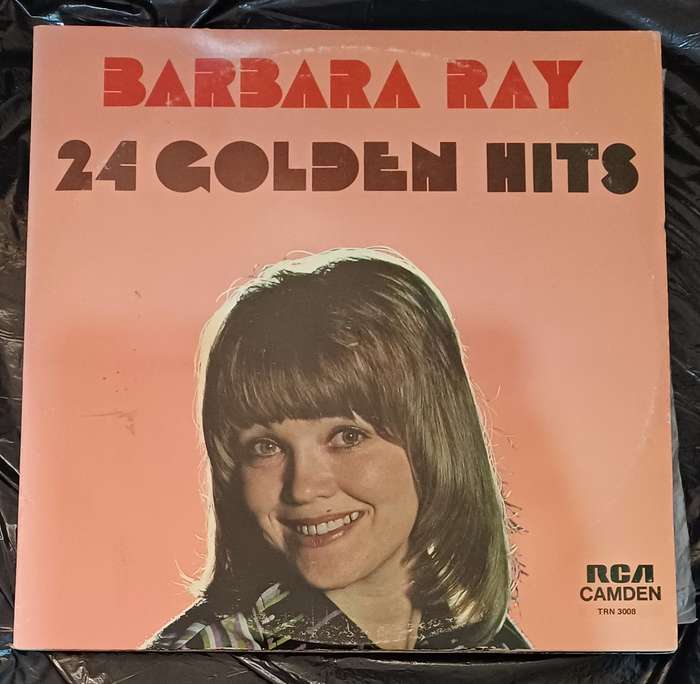 BARBARA RAY
24 GOLDEN HITS
RCA
CAMDEN
TRN 3008